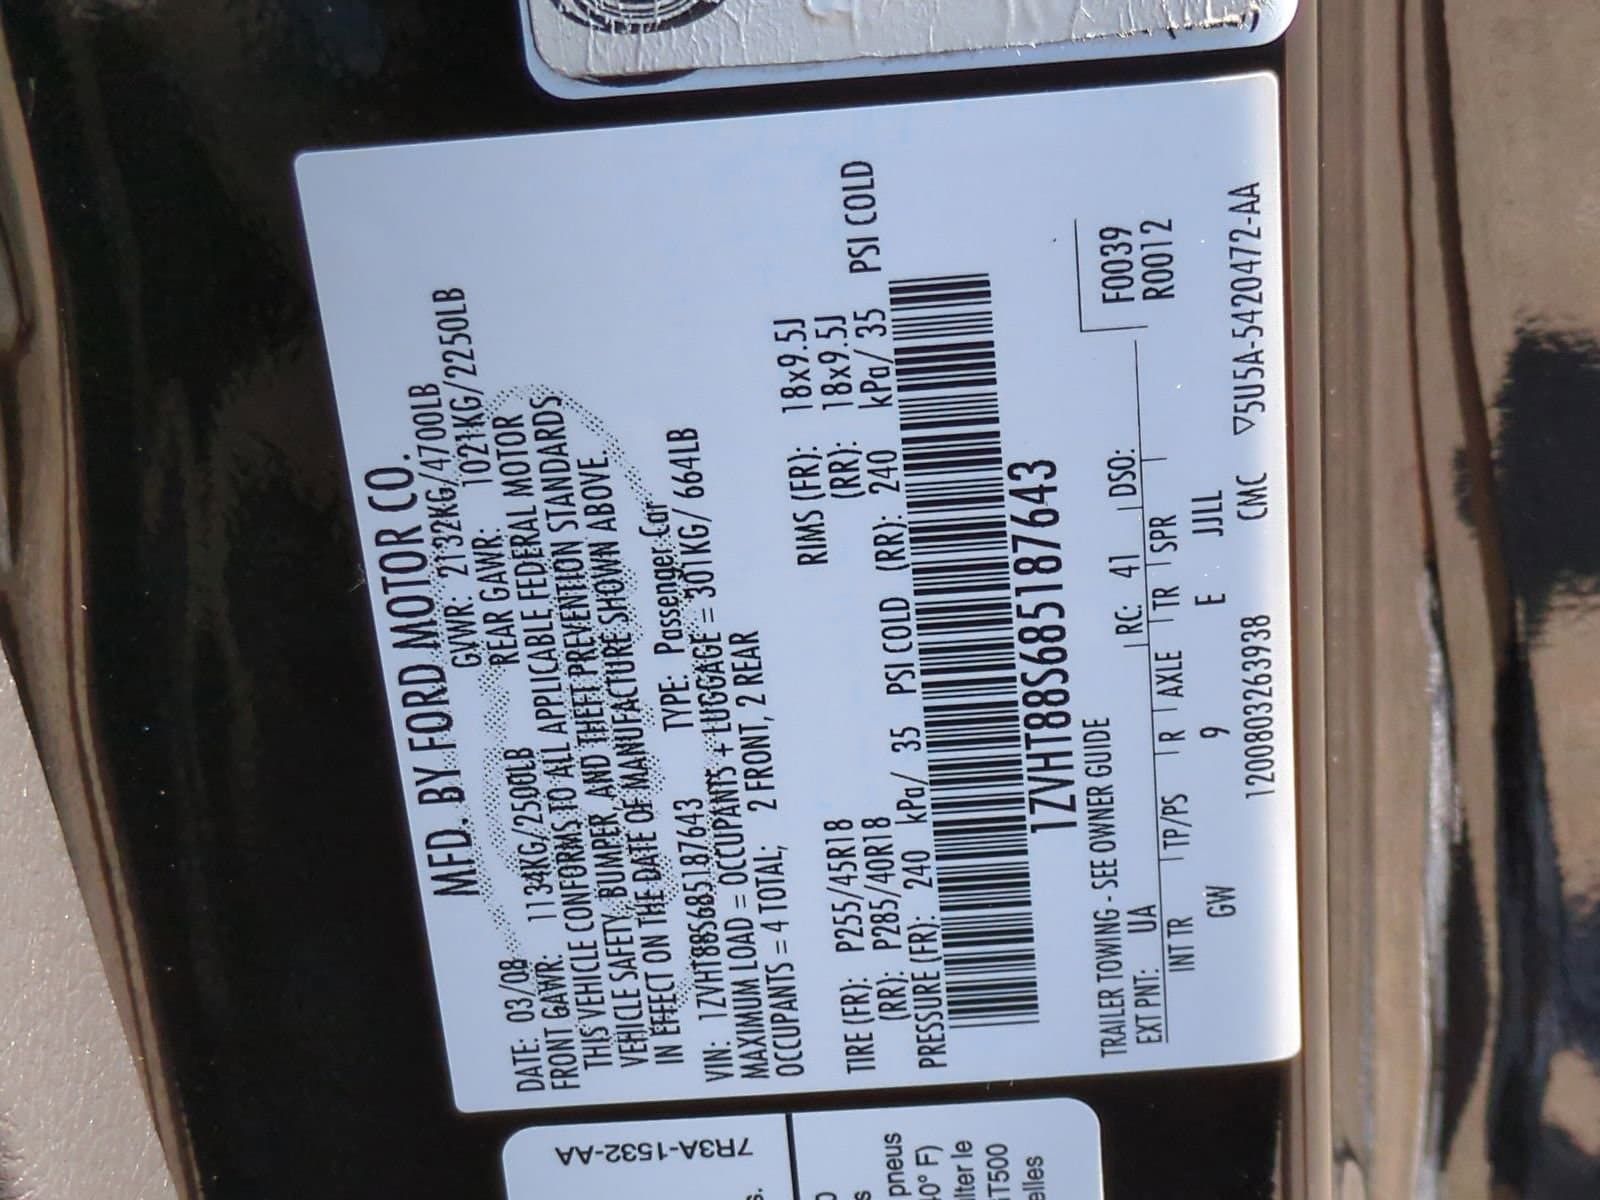 MFD. BY FORD MOTOR CO.
DATE: 03/08 GVWR: 2132KG/4700LB
FRONT GAWR: 1134KG/2500LB REAR GAWR: 1021KG/2250LB
THIS VEHICLE CONFORMS TO ALL APPLICABLE FEDERAL MOTOR
VEHICLE SAFETY, BUMPER, AND THEFT PREVENTION STANDARDS
IN EFFECT ON THE DATE OF MANUFACTURE SHOWN ABOVE.
VIN: 1ZVHT88S685187643 TYPE: Passenger Car
MAXIMUM LOAD = OCCUPANTS + LUGGAGE = 301KG/ 664LB
OCCUPANTS = 4 TOTAL; 2 FRONT, 2 REAR
TIRE (FR): P255/45R18 RIMS (FR): 18x9.5J
(RR): P285/40R18 (RR): 18x9.5J
PRESSURE (FR): 240 kPa/ 35 PSI COLD (RR): 240 kPa/ 35 PSI COLD
1ZVHT88S685187643
TRAILER TOWING - SEE OWNER GUIDE
F0039
R0012
EXT PNT: UA RC: 41 DSO:
INT TR TP/PS R AXLE TR SPR
GW 9 E JJLL
120080326​3938 CMC ▽5U5A-5420472-AA
7R3A-1532-AA
pneus
0° F)
lter le
T500
elles